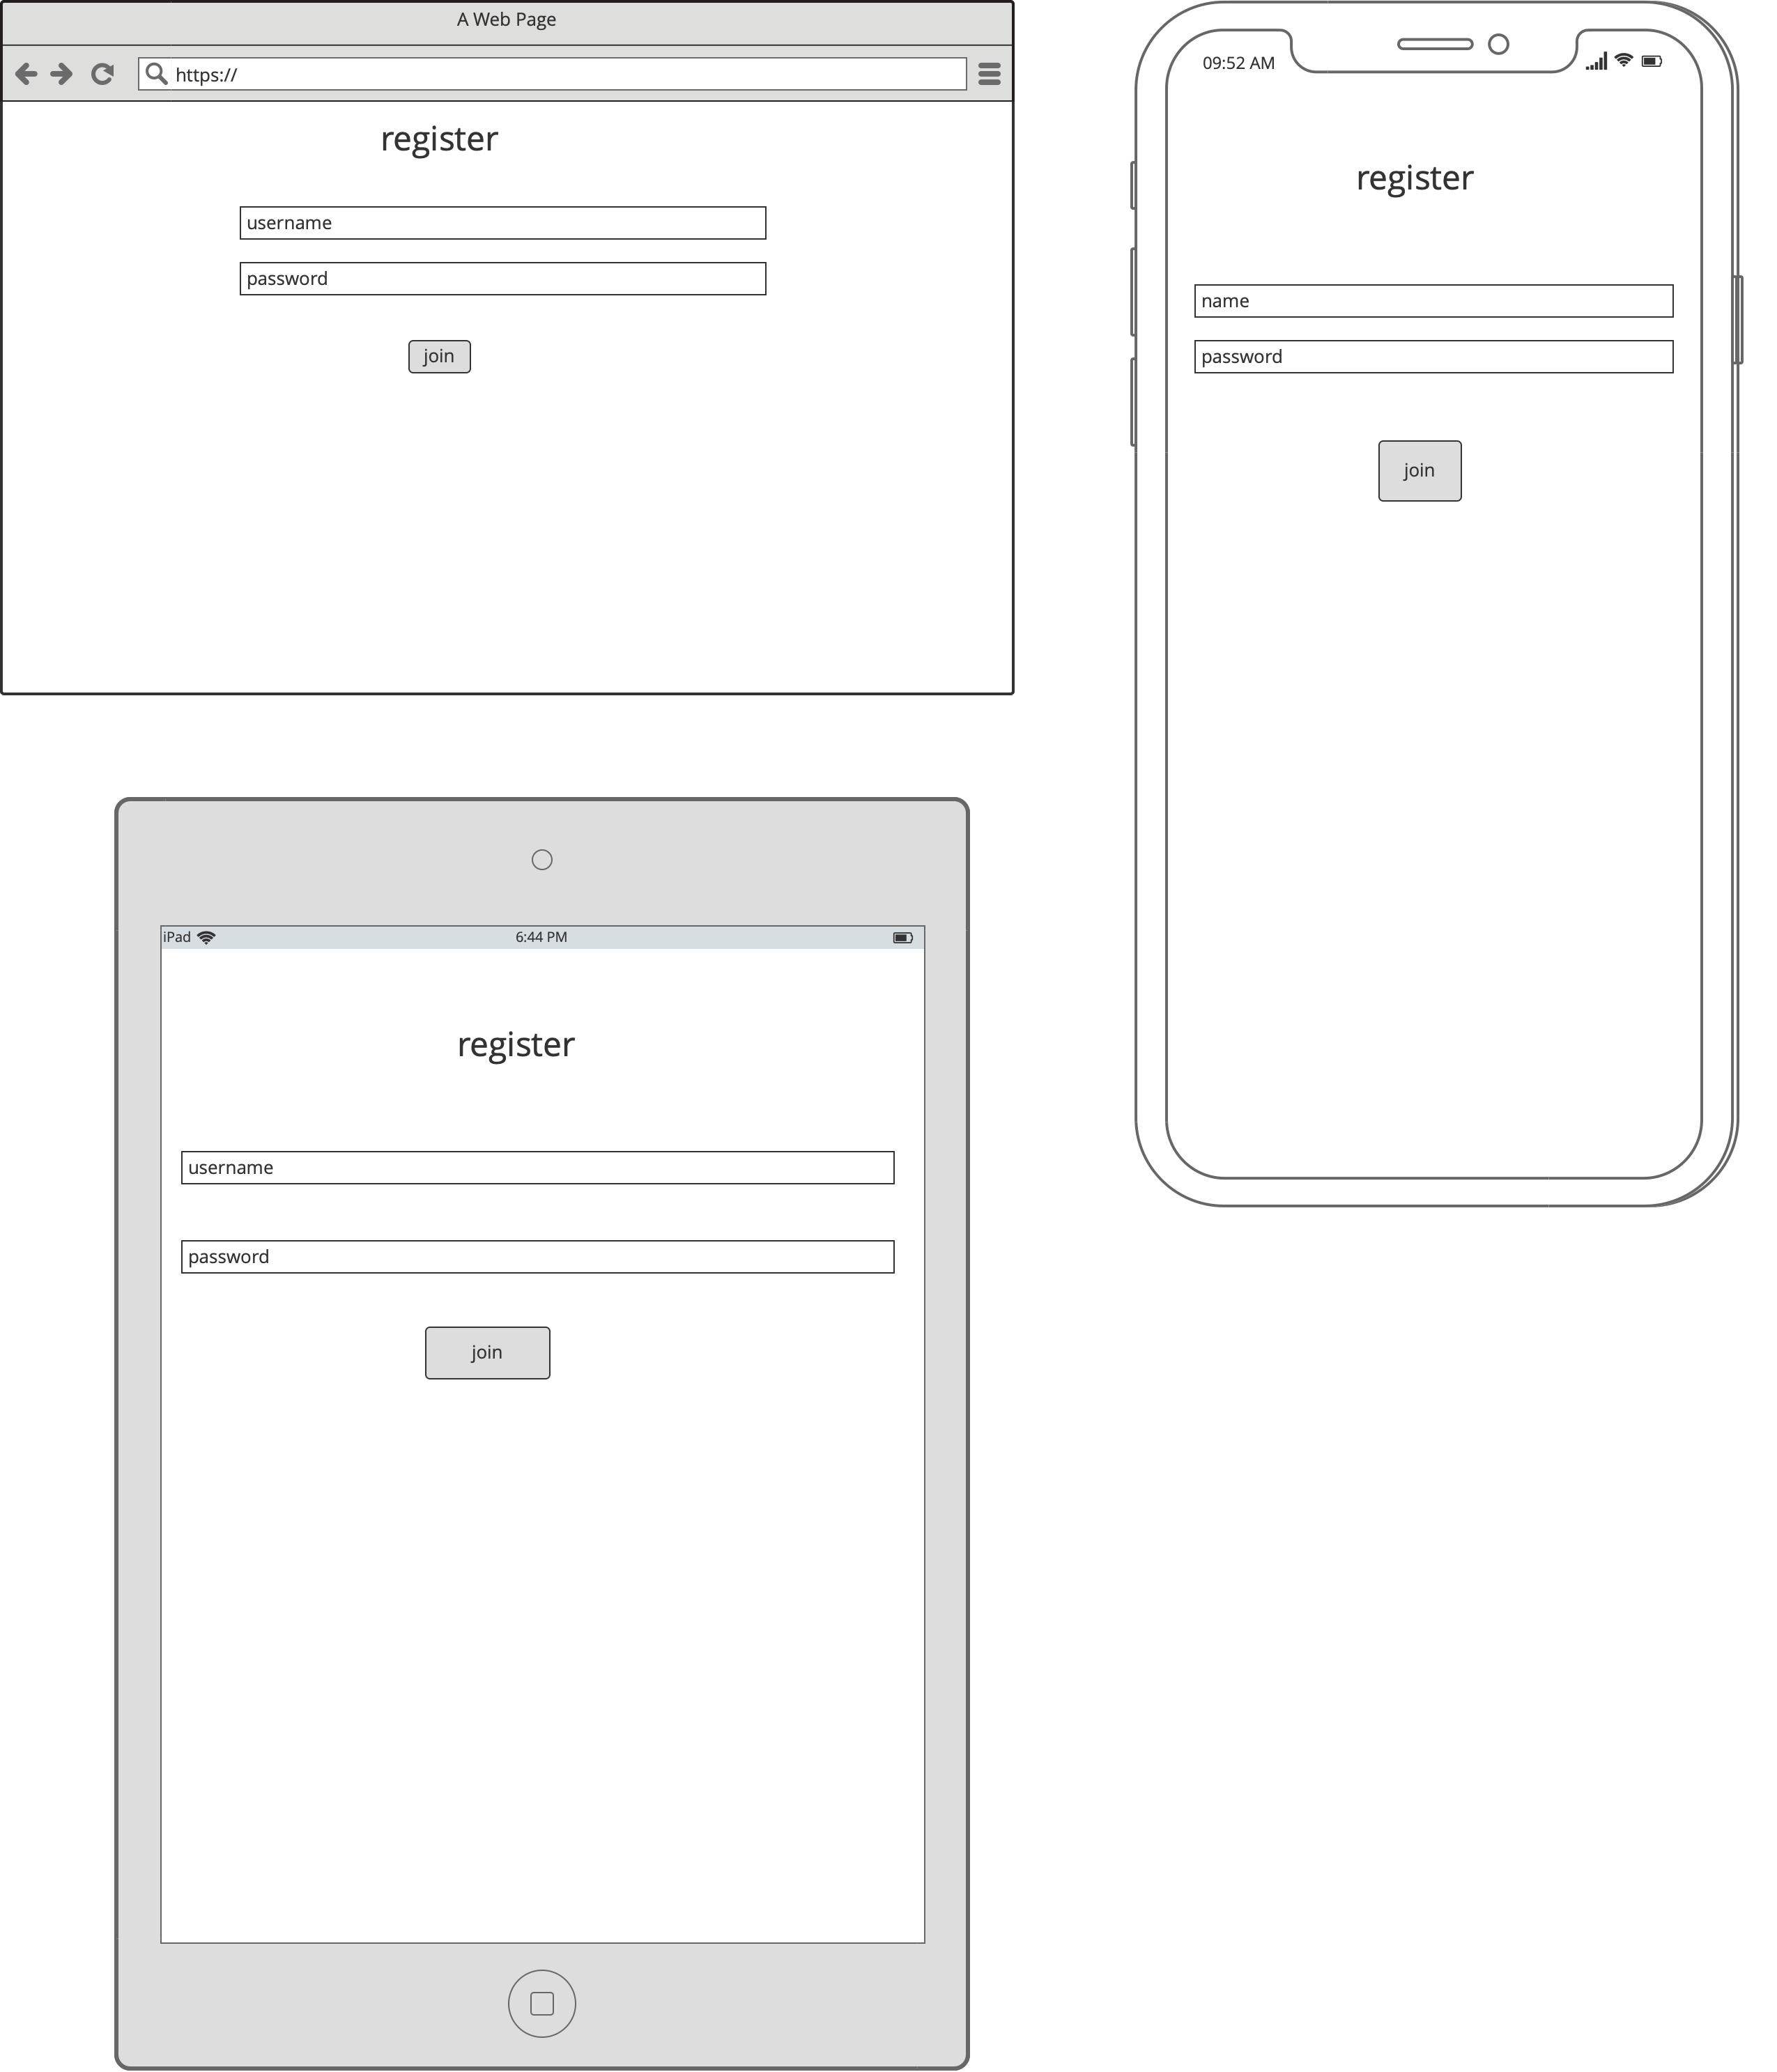 A Web Page
https://
register
username
password
join
09:52 AM
register
name
password
join
iPad
6:44 PM
register
username
password
join